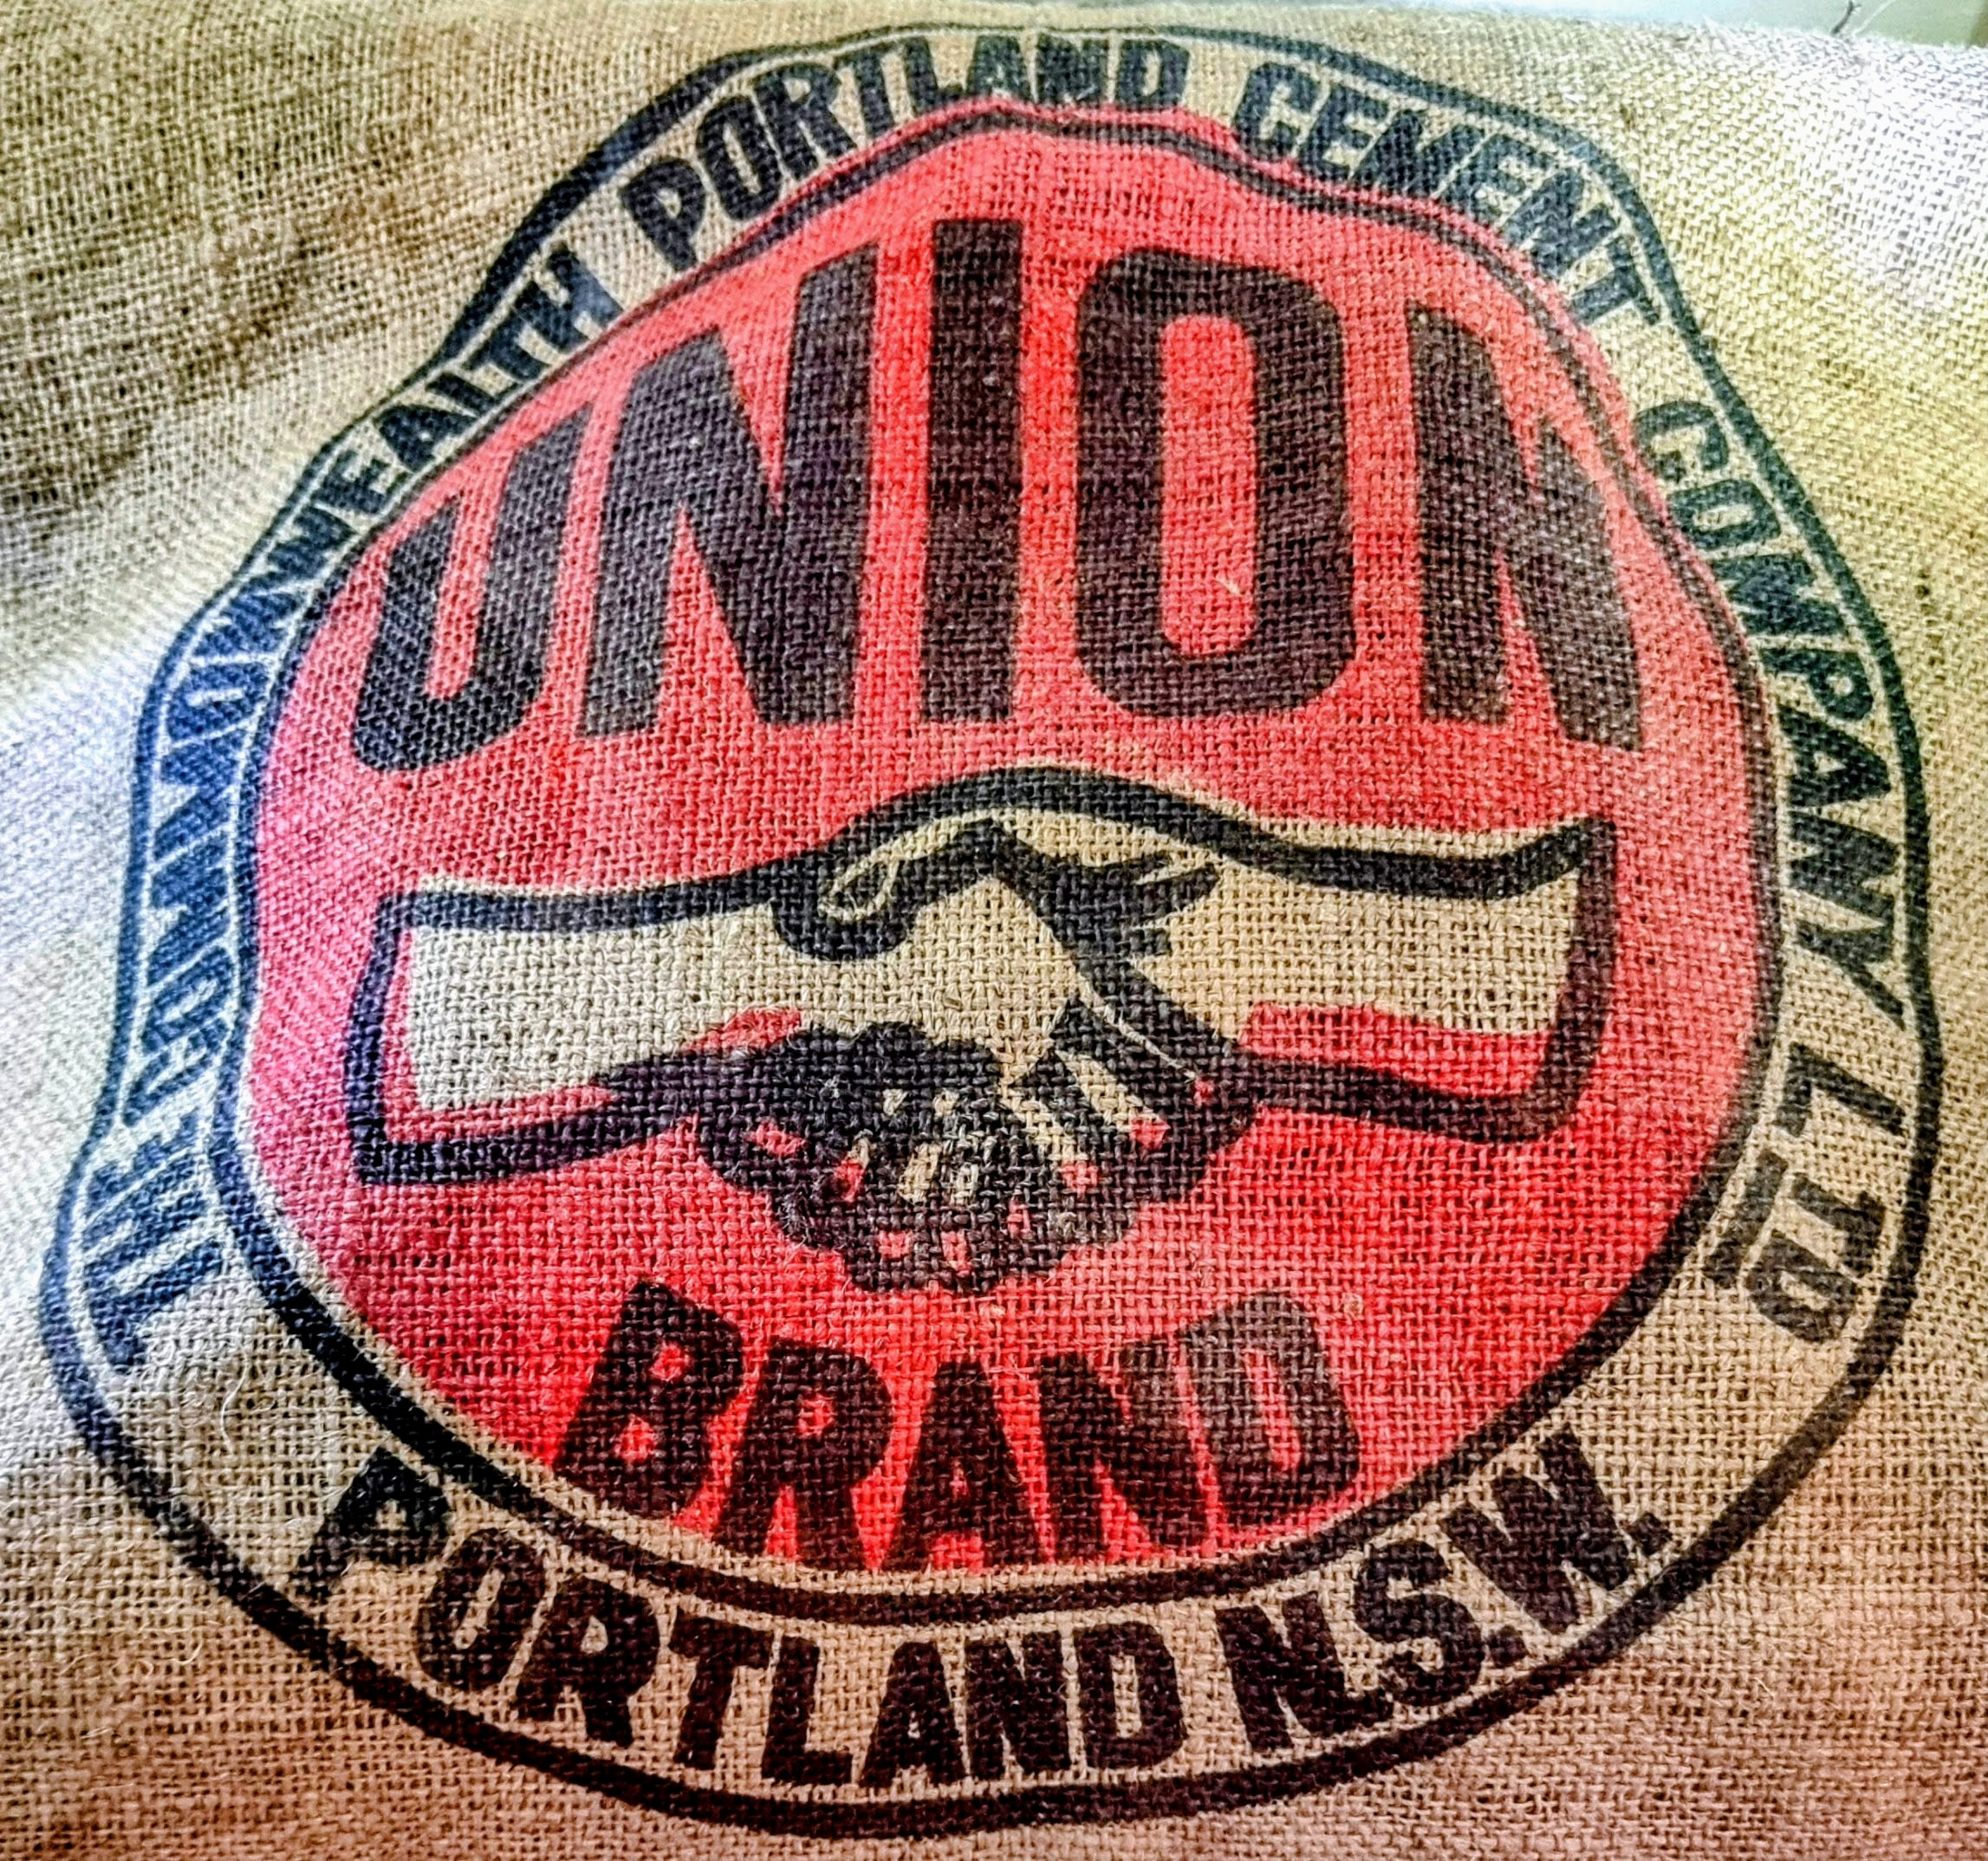 THE COMMONWEALTH PORTLAND CEMENT COMPANY LTD
UNION
BRAND
PORTLAND N.S.W.